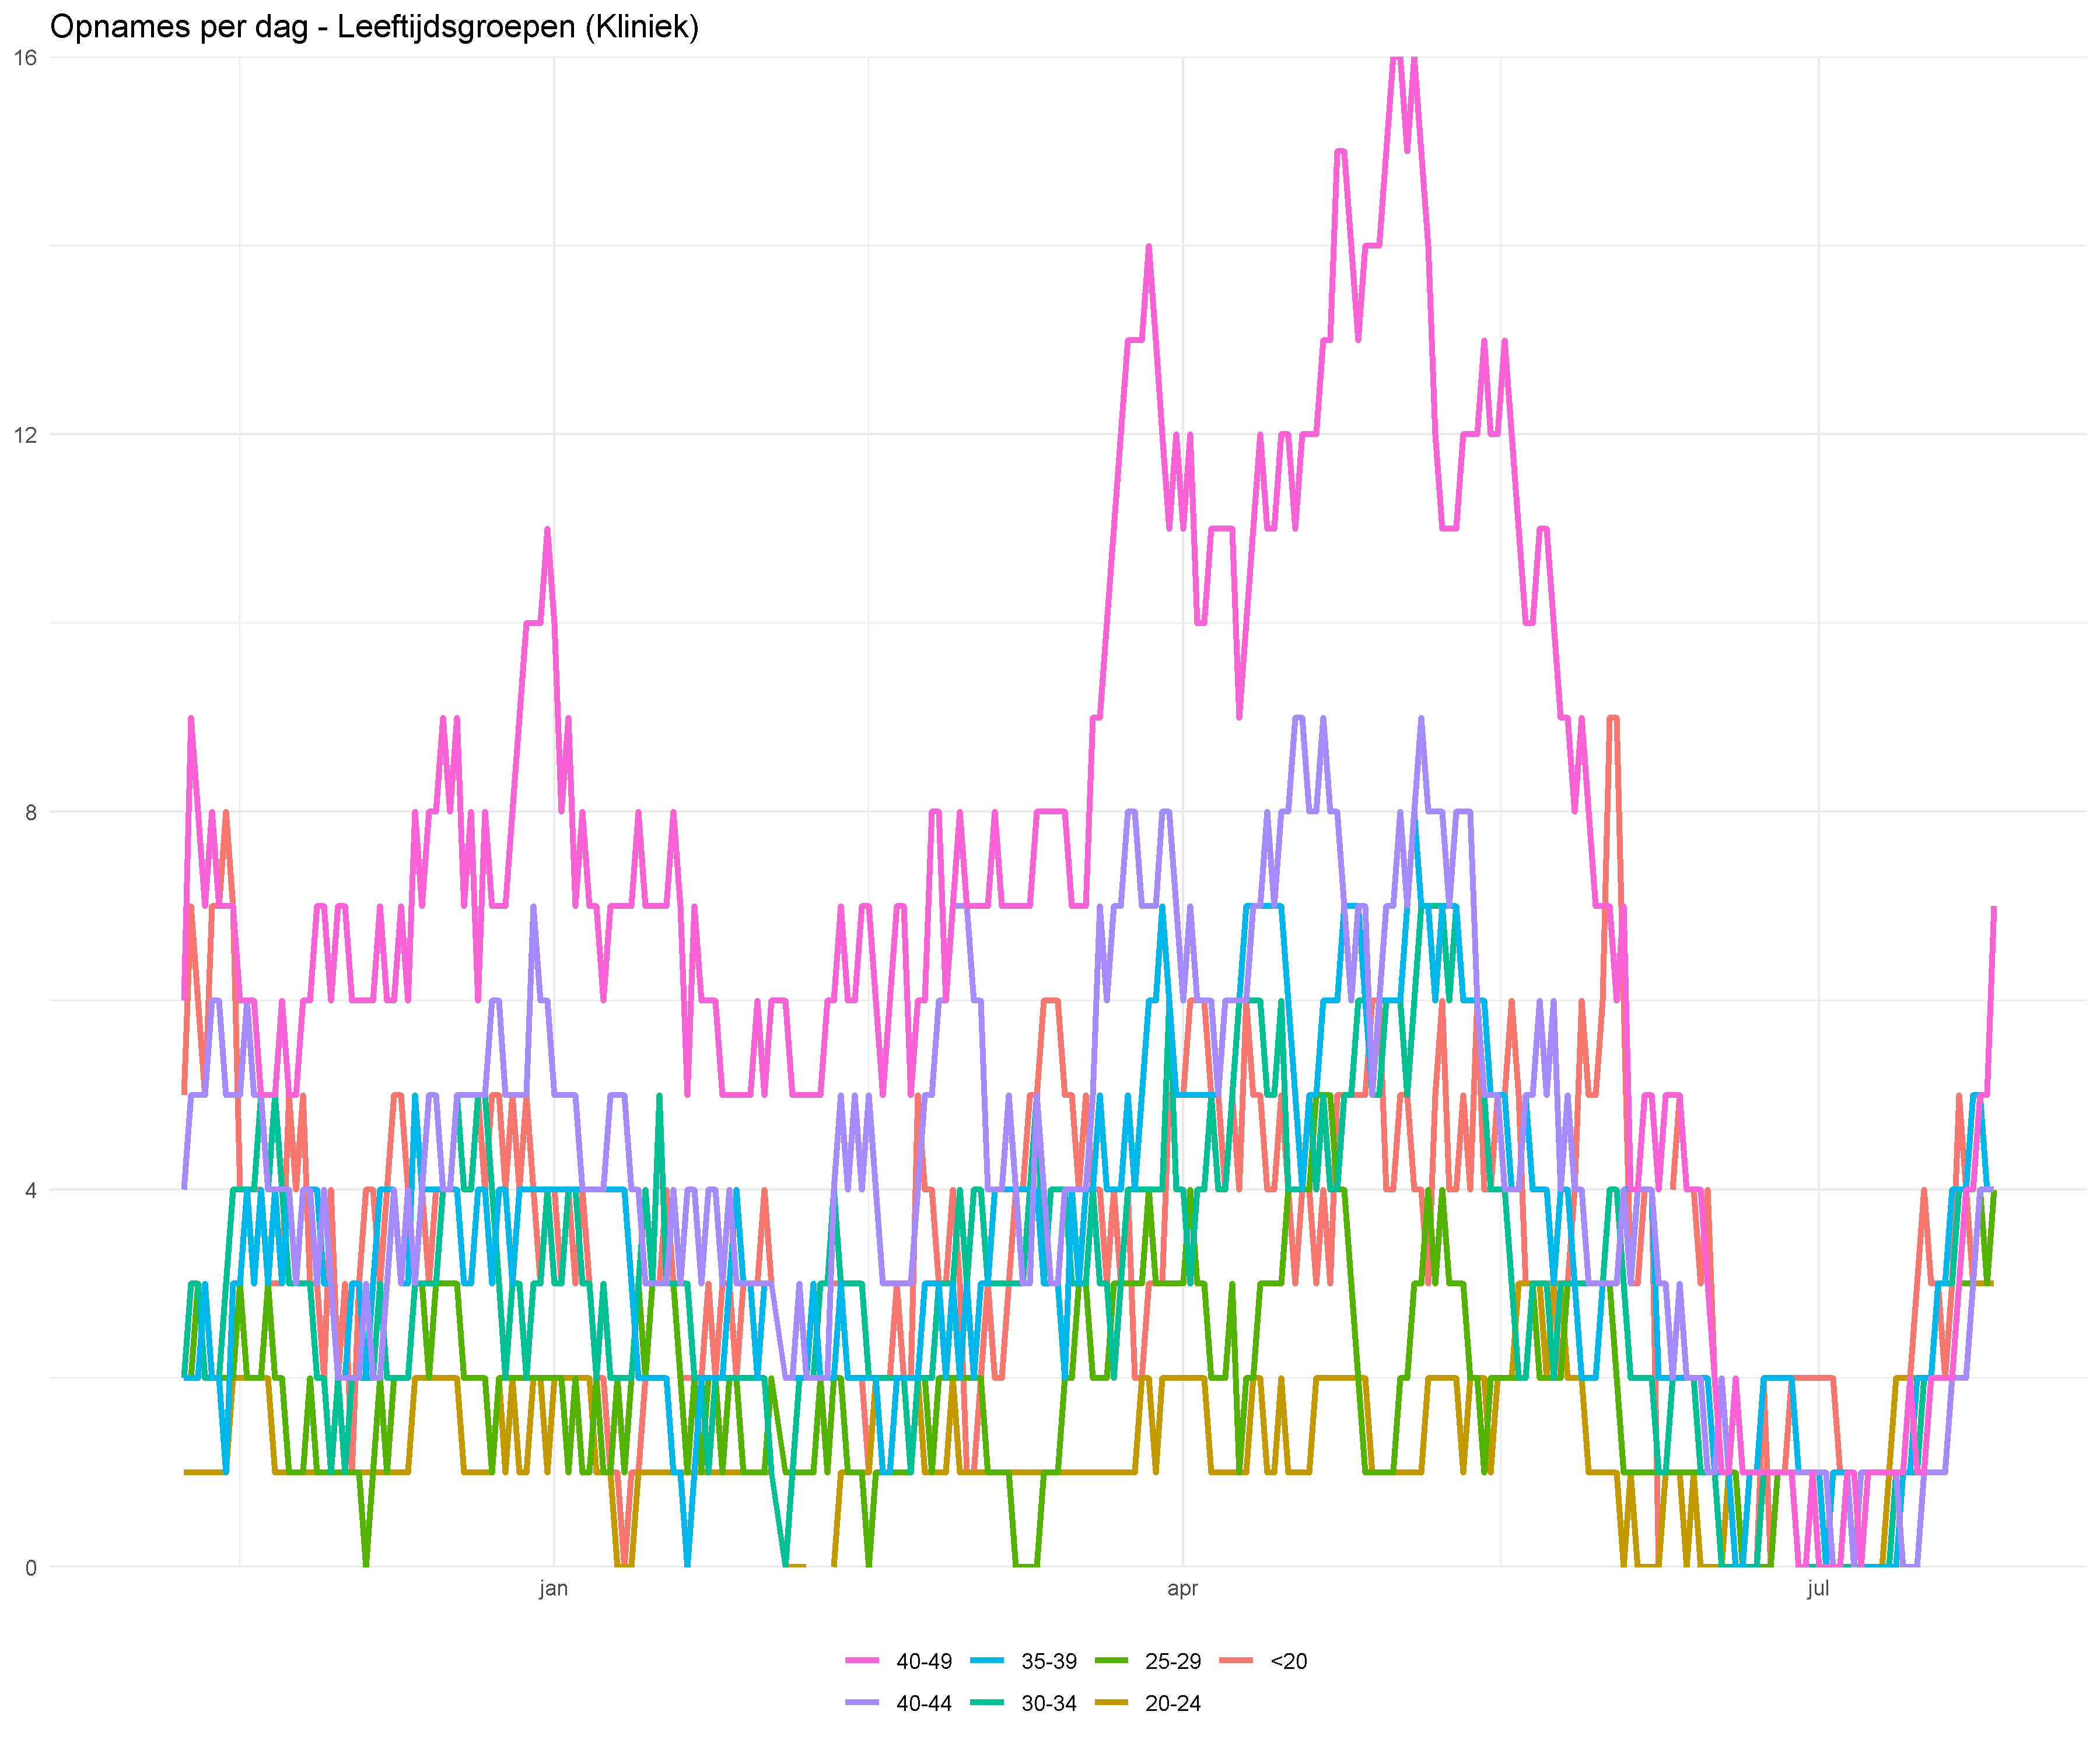 Opnames per dag - Leeftijdsgroepen (Kliniek)
16
12
8
4
0
jan apr jul
40-49 35-39 25-29 <20
40-44 30-34 20-24